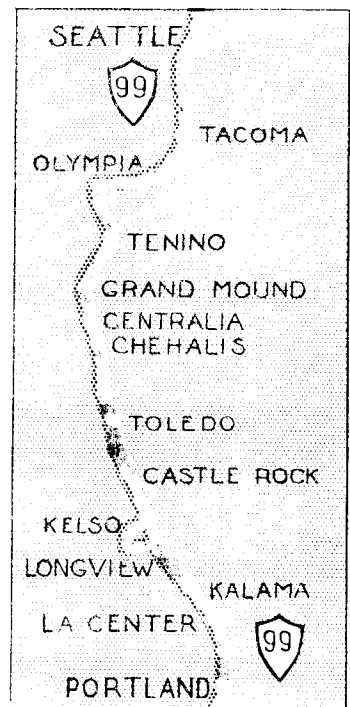 SEATTLE
99
TACOMA
OLYMPIA
TENINO
GRAND MOUND
CENTRALIA
CHEHALIS
TOLEDO
CASTLE ROCK
KELSO
LONGVIEW
KALAMA
LA CENTER
99
PORTLAND